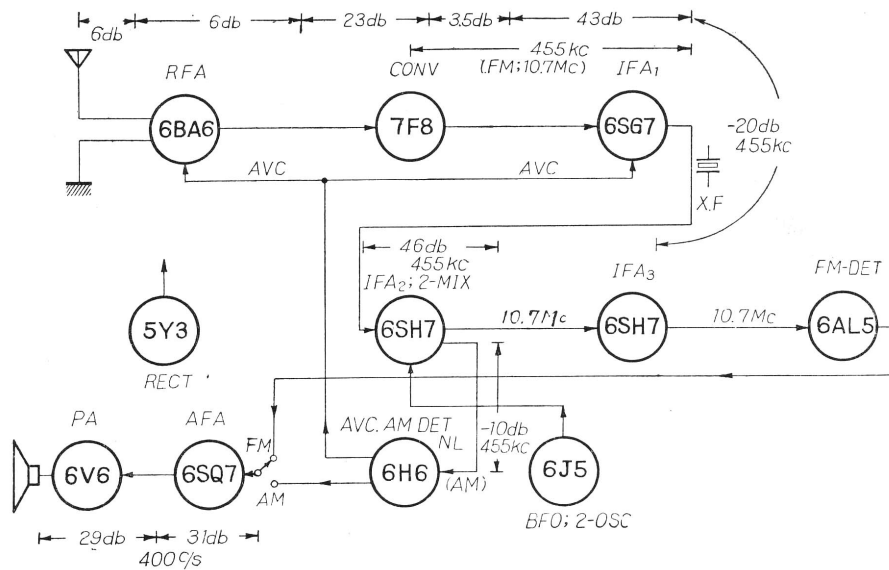 6db
6db
23db
3.5db
43db
455kc
(.FM;10.7Mc)
RFA
CONV
IFA₁
6BA6
7F8
6SG7
-20db
455kc
AVC
AVC
X.F
46db
455kc
IFA₂; 2-MIX
IFA₃
FM-DET
5Y3
6SH7
10.7Mc
6SH7
10.7Mc
6AL5
RECT
PA
AFA
FM
AVC. AM DET
NL
-10db
455kc
6V6
6SQ7
6H6
(AM)
6J5
AM
BFO; 2-OSC
29db
31db
400c/s